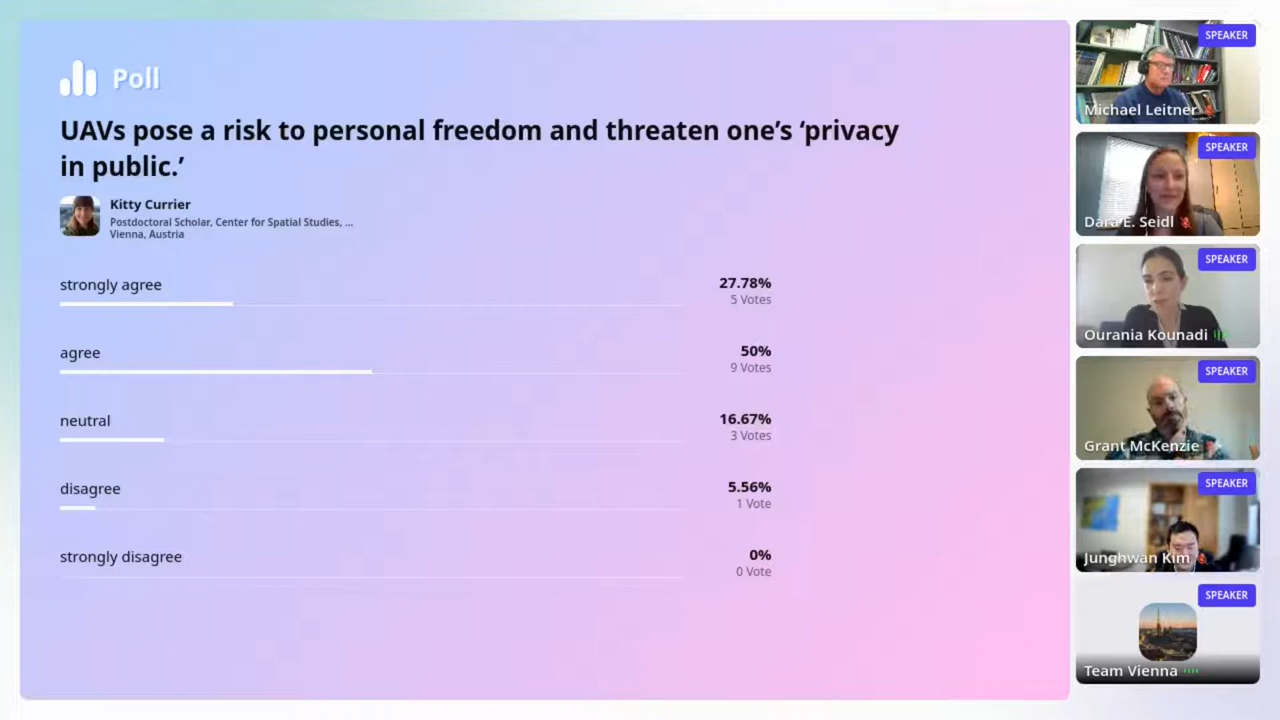 Poll
UAVs pose a risk to personal freedom and threaten one’s ‘privacy
in public.’
Kitty Currier
Postdoctoral Scholar, Center for Spatial Studies, ...
Vienna, Austria
strongly agree
27.78%
5 Votes
agree
50%
9 Votes
neutral
16.67%
3 Votes
disagree
5.56%
1 Vote
strongly disagree
0%
0 Vote
SPEAKER
Michael Leitner
SPEAKER
Dara E. Seidl
SPEAKER
Ourania Kounadi
SPEAKER
Grant McKenzie
SPEAKER
Junghwan Kim
SPEAKER
Team Vienna